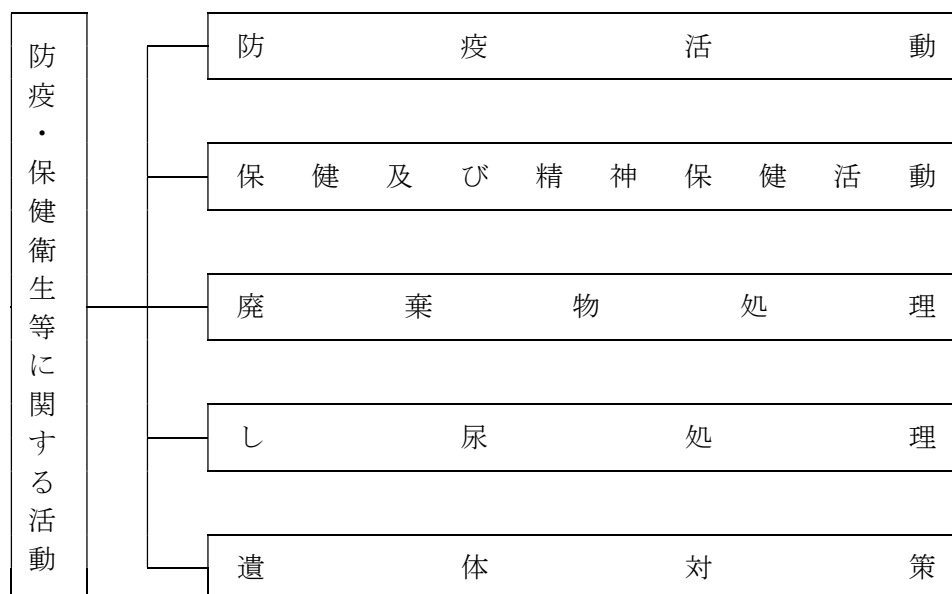 防疫・保健衛生等に関する活動
防疫活動
保健及び精神保健活動
廃棄物処理
し尿処理
遺体対策